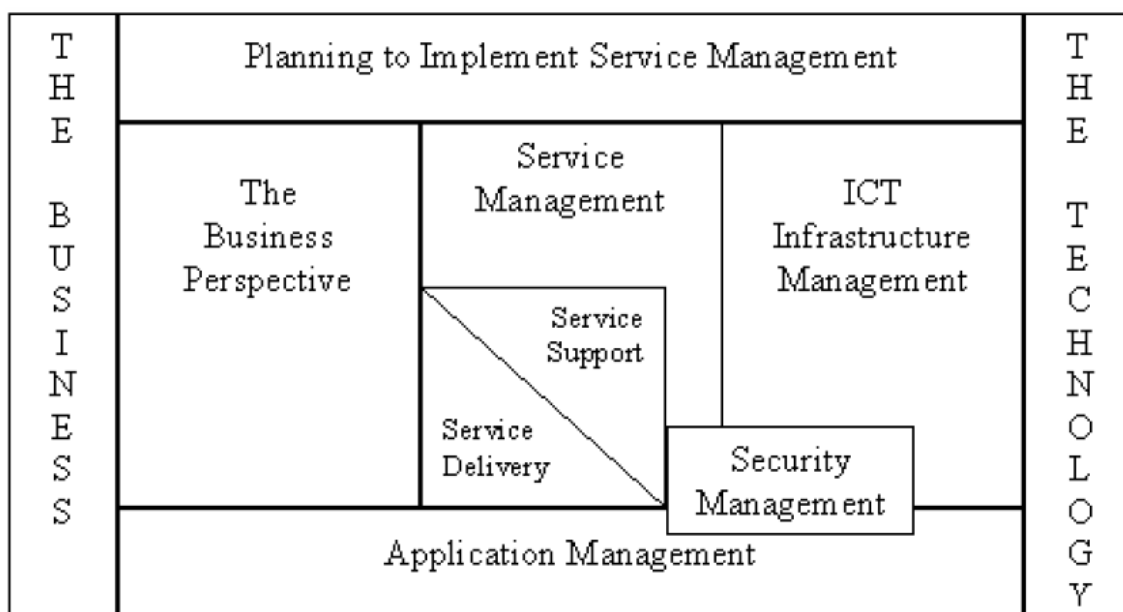 THE BUSINESS
Planning to Implement Service Management
THE TECHNOLOGY
The
Business
Perspective
Service
Management
ICT
Infrastructure
Management
Service
Support
Service
Delivery
Security
Management
Application Management